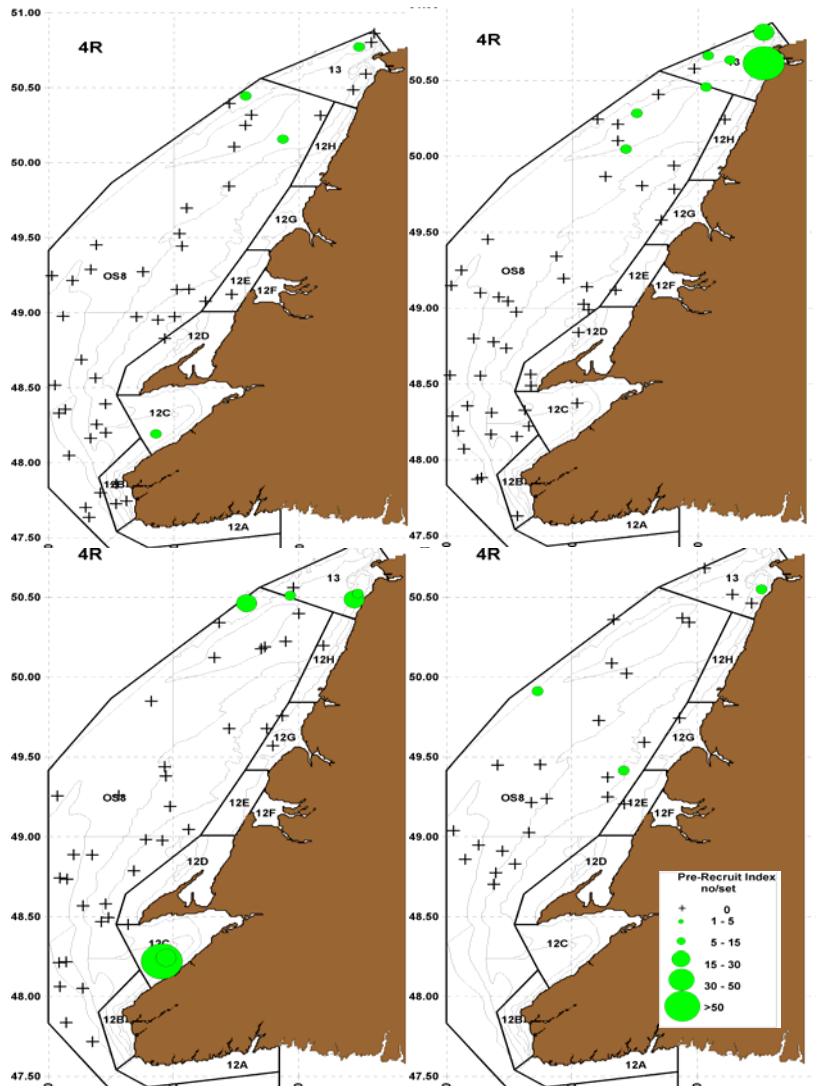 51.00
4R
13
50.50
12H
50.00
12G
49.50
OS8
12E
12F
49.00
12D
48.50
12C
48.00
12B
47.50
12A
4R
13
50.50
12H
50.00
12G
49.50
OS8
12E
12F
49.00
12D
48.50
12C
48.00
12B
47.50
12A
4R
13
50.50
12H
50.00
12G
49.50
OS8
12E
12F
49.00
12D
48.50
12C
48.00
12B
47.50
12A
4R
13
50.50
12H
50.00
12G
49.50
OS8
12E
12F
49.00
12D
48.50
12C
48.00
12B
47.50
12A
Pre-Recruit Index
no/set
0
1 - 5
5 - 15
15 - 30
30 - 50
>50